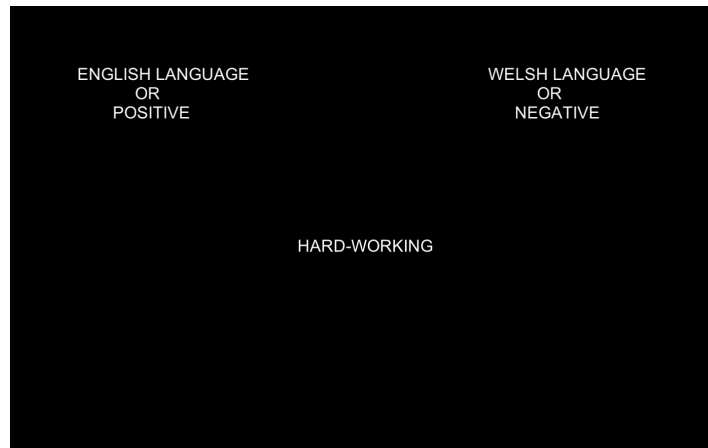 ENGLISH LANGUAGE
OR
POSITIVE
WELSH LANGUAGE
OR
NEGATIVE
HARD-WORKING